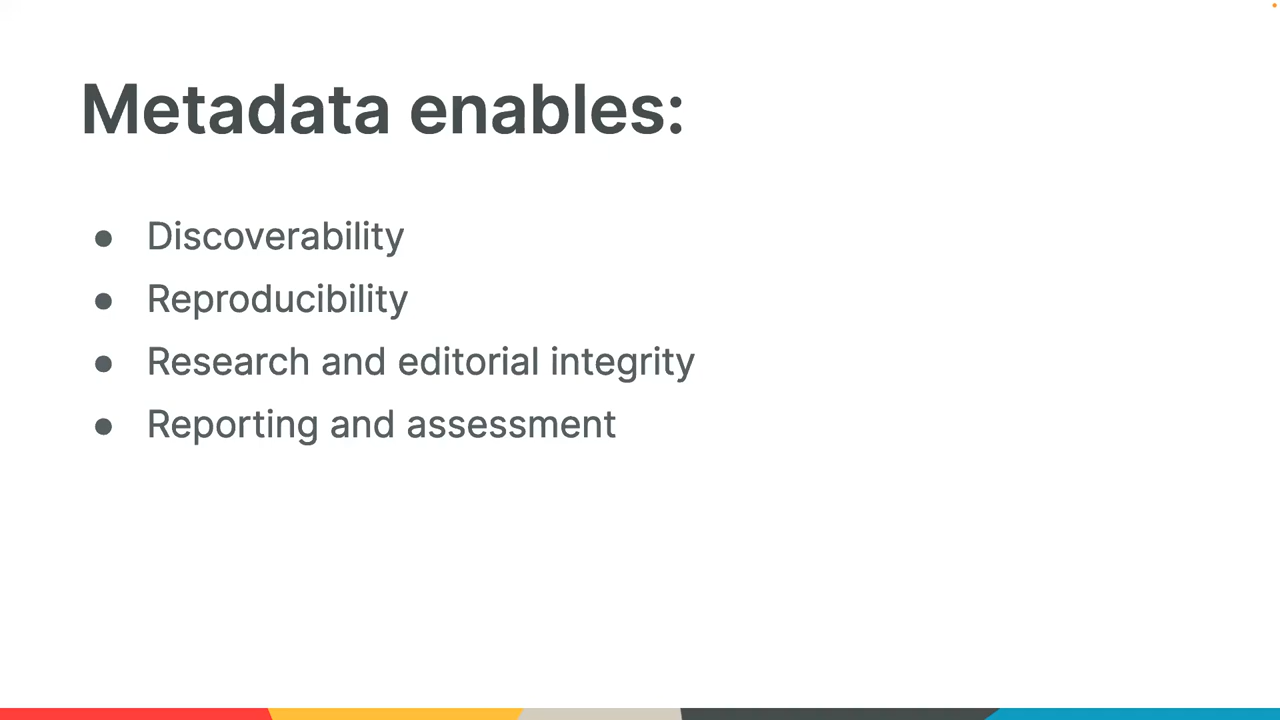 Metadata enables:
● Discoverability
● Reproducibility
● Research and editorial integrity
● Reporting and assessment